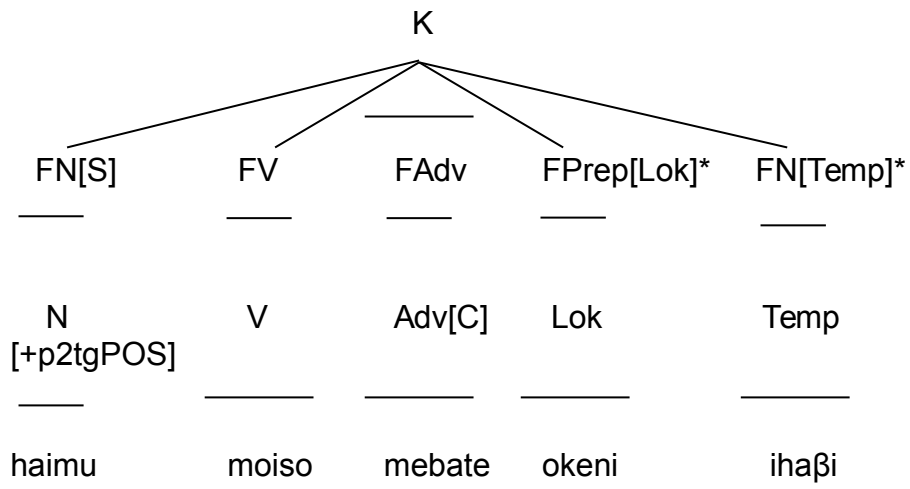 K
FN[S] FV FAdv FPrep[Lok]* FN[Temp]*
N V Adv[C] Lok Temp
[+p2tgPOS]
haimu moiso mebate okeni ihaβi